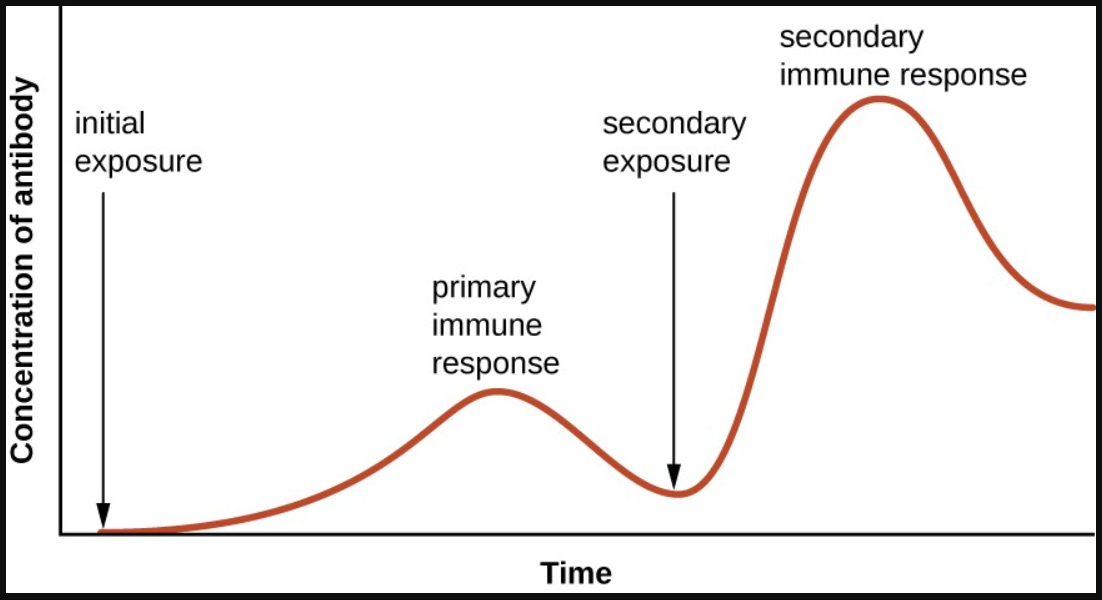 secondary
immune response
initial
exposure
secondary
exposure
primary
immune
response
Concentration of antibody
Time